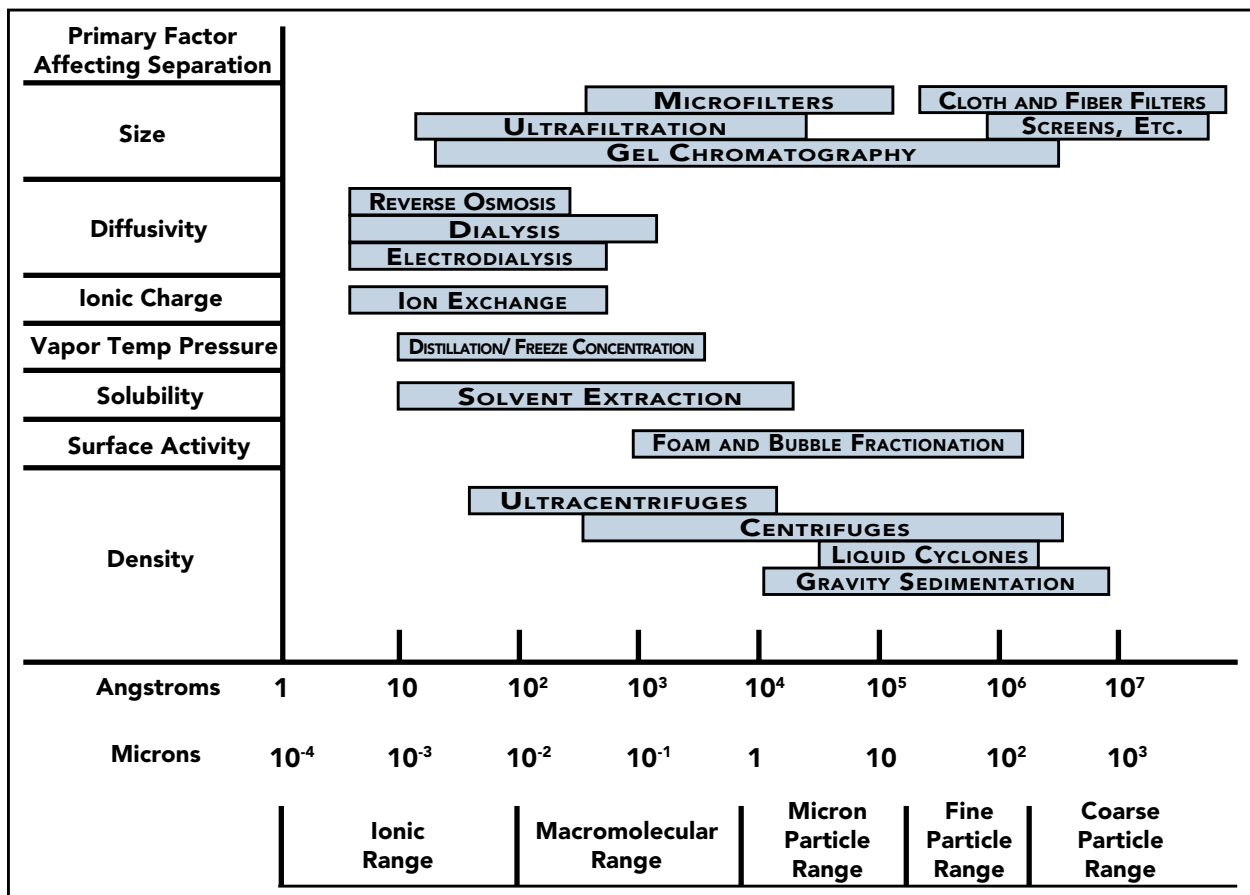 Primary Factor
Affecting Separation
Size
MICROFILTERS
CLOTH AND FIBER FILTERS
ULTRAFILTRATION
SCREENS, ETC.
GEL CHROMATOGRAPHY
Diffusivity
REVERSE OSMOSIS
DIALYSIS
ELECTRODIALYSIS
Ionic Charge
ION EXCHANGE
Vapor Temp Pressure
DISTILLATION/ FREEZE CONCENTRATION
Solubility
SOLVENT EXTRACTION
Surface Activity
FOAM AND BUBBLE FRACTIONATION
Density
ULTRACENTRIFUGES
CENTRIFUGES
LIQUID CYCLONES
GRAVITY SEDIMENTATION
Angstroms 1 10 10² 10³ 10⁴ 10⁵ 10⁶ 10⁷
Microns 10⁻⁴ 10⁻³ 10⁻² 10⁻¹ 1 10 10² 10³
Ionic
Range
Macromolecular
Range
Micron
Particle
Range
Fine
Particle
Range
Coarse
Particle
Range